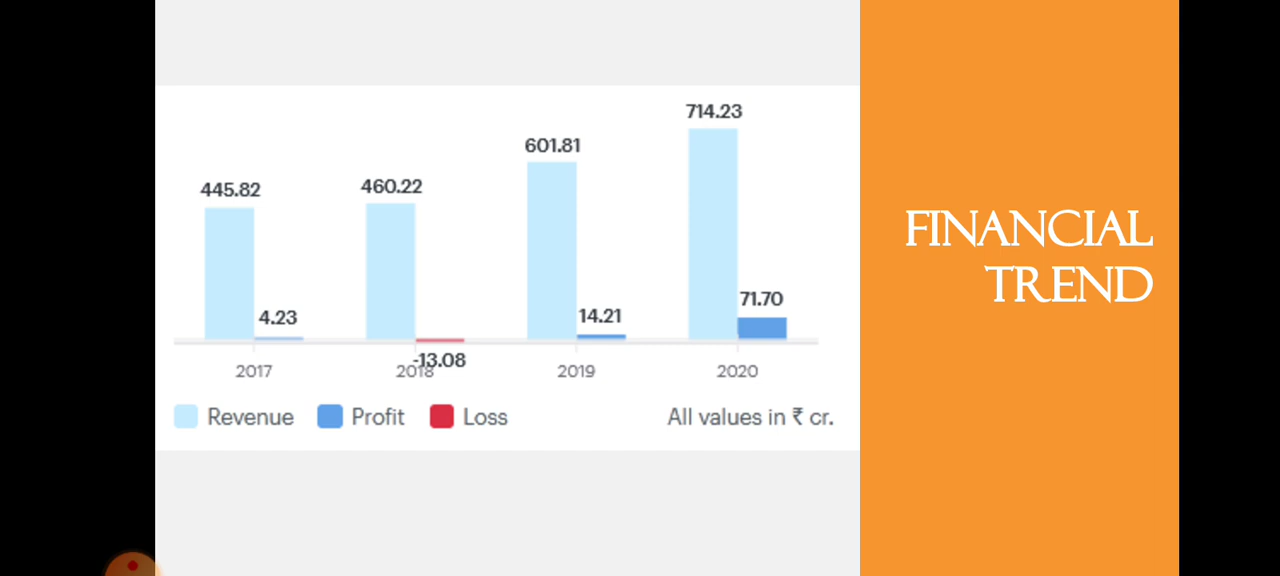 714.23
601.81
445.82
460.22
4.23
-13.08
14.21
71.70
2017
2018
2019
2020
Revenue
Profit
Loss
All values in ₹ cr.
FINANCIAL
TREND